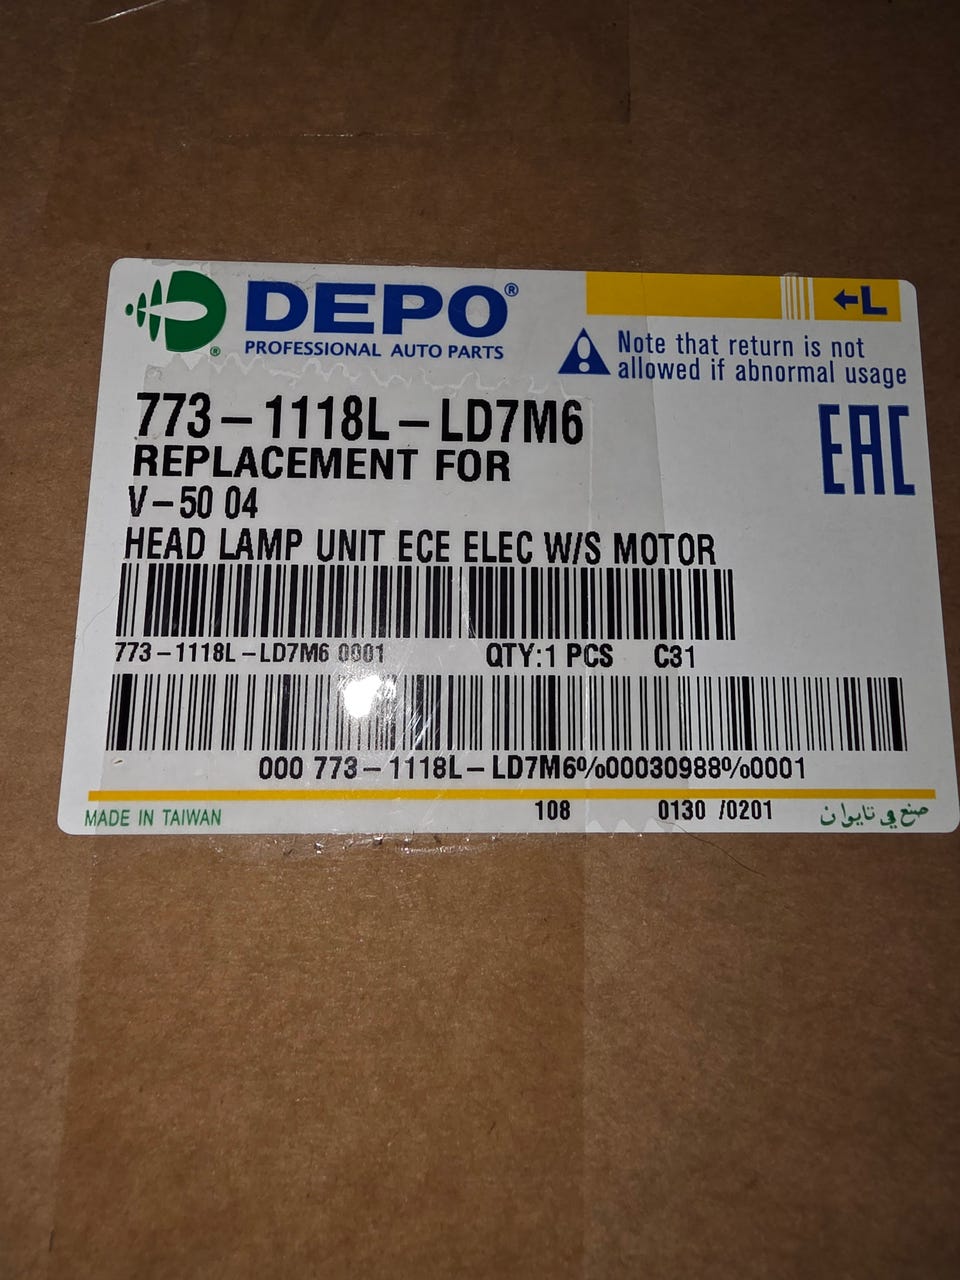 DEPO®
PROFESSIONAL AUTO PARTS
←L
Note that return is not
allowed if abnormal usage
773-1118L-LD7M6
REPLACEMENT FOR
V-50 04
HEAD LAMP UNIT ECE ELEC W/S MOTOR
EAC
773-1118L-LD7M6 0001 QTY:1 PCS C31
000 773-1118L-LD7M6%00030988%0001
MADE IN TAIWAN 108 0130 /0201 صنع في تايوان